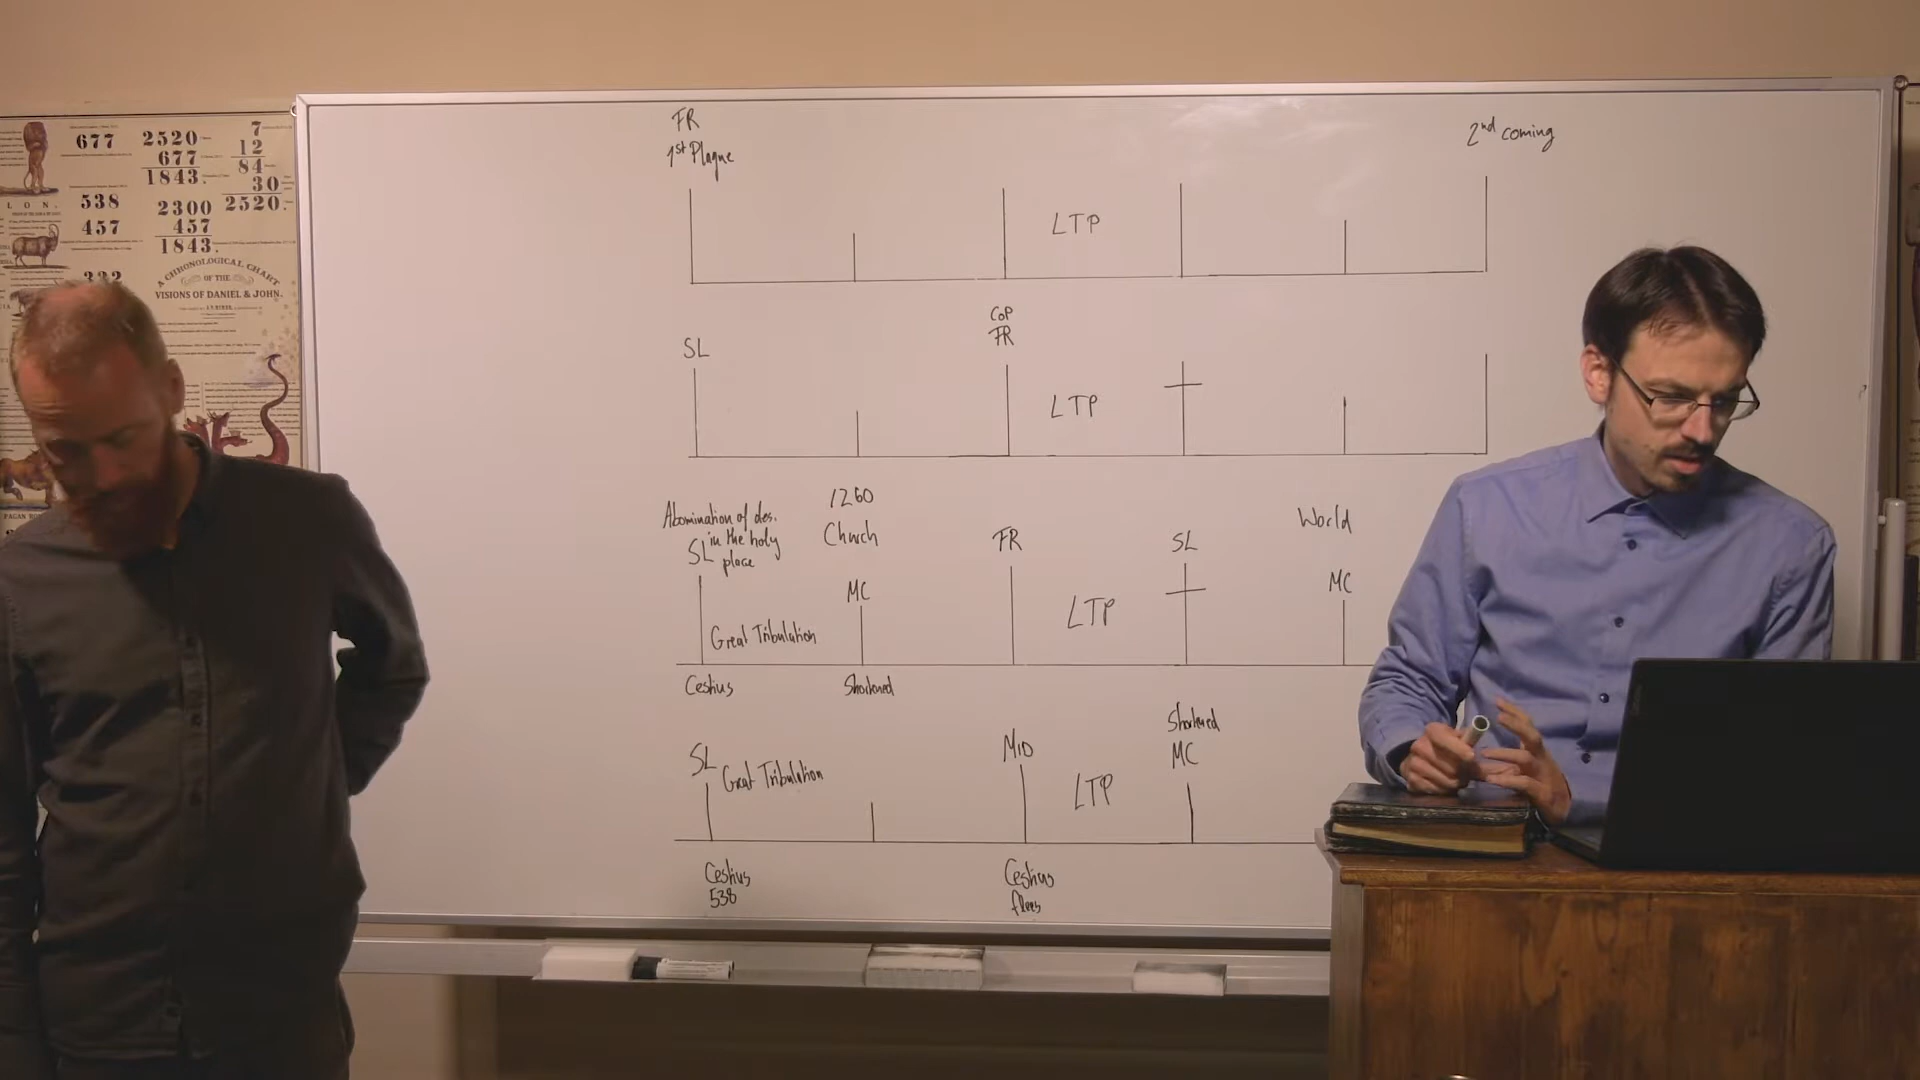 677
2520
677
1843.
7
12
84
30
2520.
538
457
2300
457
1843.
L O N.
A CHRONOLOGICAL CHART
OF THE
VISIONS OF DANIEL & JOHN.
FR
1st Plague
2nd coming
LTP
SL
CoP
FR
LTP
Abomination of des.
in the holy
place
SL
1260
Church
MC
FR
SL
World
MC
Great Tribulation
LTP
Cestius
Shortened
SL
Great Tribulation
MID
LTP
Shortened
MC
Cestius
538
Cestius
flees